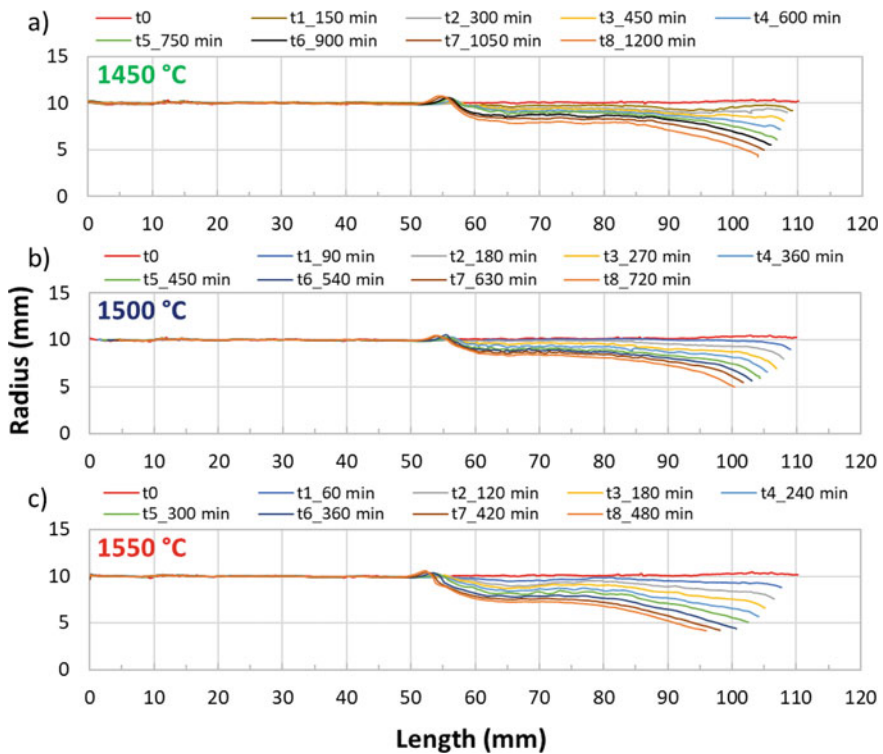 a)
t0 t1_150 min t2_300 min t3_450 min t4_600 min
t5_750 min t6_900 min t7_1050 min t8_1200 min
15
1450 °C
10
5
0
0 10 20 30 40 50 60 70 80 90 100 110 120
b)
t0 t1_90 min t2_180 min t3_270 min t4_360 min
t5_450 min t6_540 min t7_630 min t8_720 min
15
1500 °C
10
5
0
0 10 20 30 40 50 60 70 80 90 100 110 120
Radius (mm)
c)
t0 t1_60 min t2_120 min t3_180 min t4_240 min
t5_300 min t6_360 min t7_420 min t8_480 min
15
1550 °C
10
5
0
0 10 20 30 40 50 60 70 80 90 100 110 120
Length (mm)